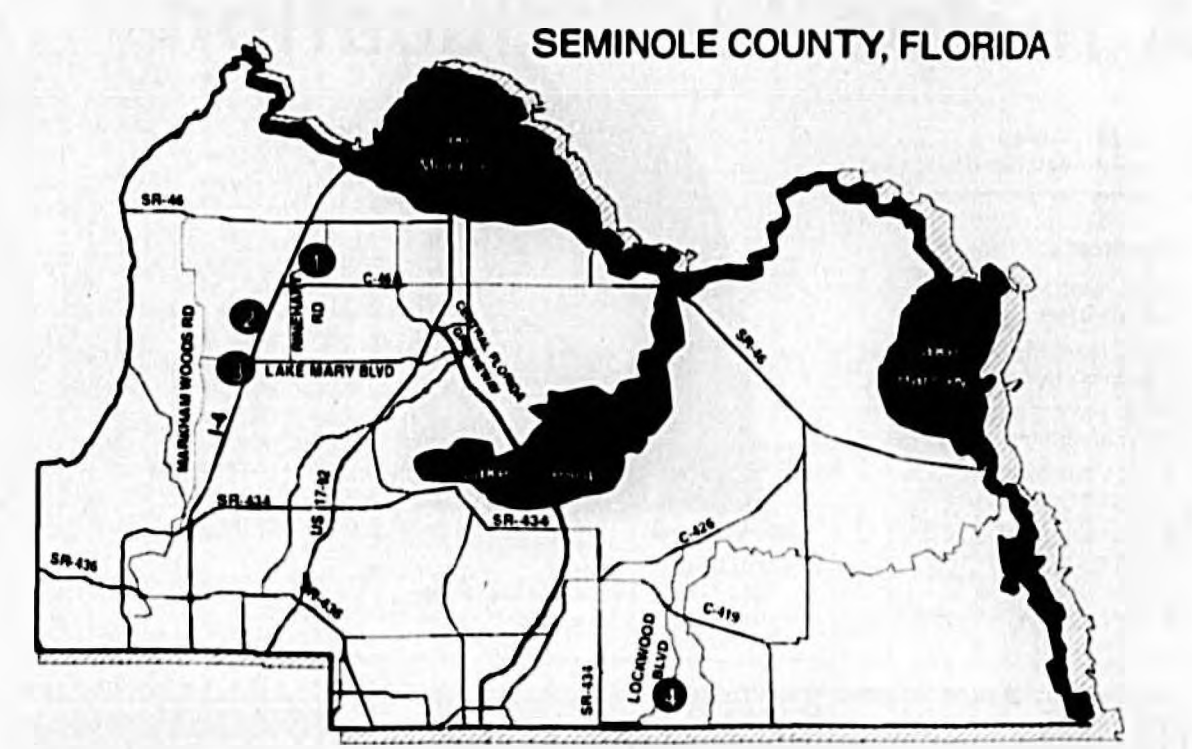 SEMINOLE COUNTY, FLORIDA
SR-46
1
C-46A
RINEHART
RD
2
MARKHAM WOODS RD
3
LAKE MARY BLVD
CENTRAL FLORIDA
GREENEWAY
I-4
SR-46
SR-434
US 17-92
SR-434
C-426
SR-436
SR-436
C-419
LOCKWOOD
BLVD
SR-434
4